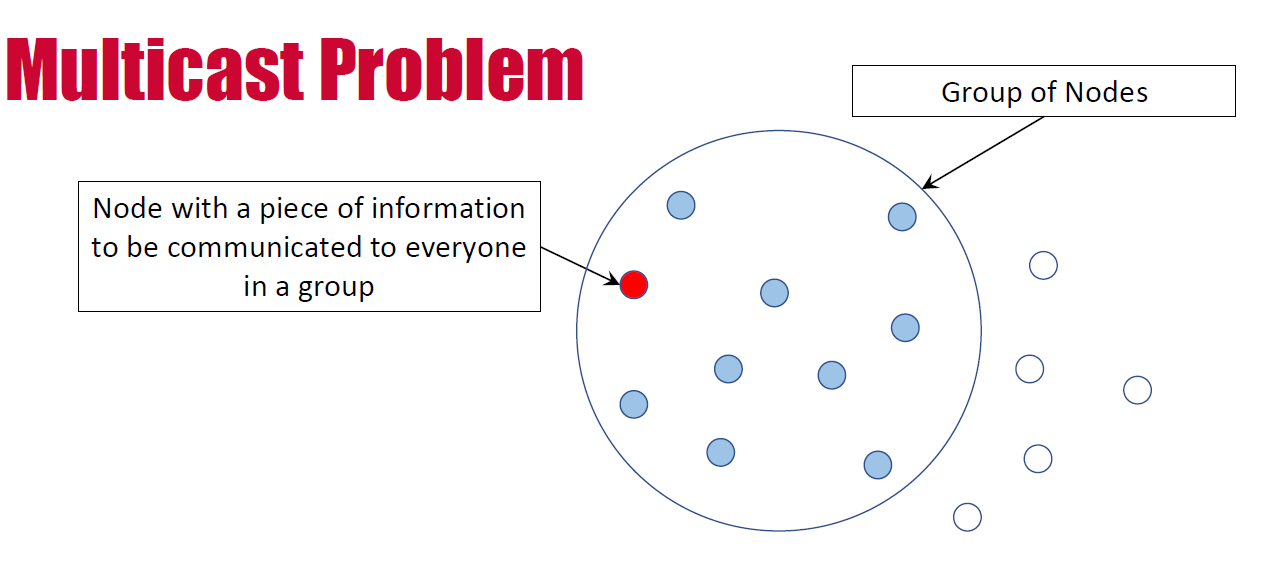 Multicast Problem
Group of Nodes
Node with a piece of information
to be communicated to everyone
in a group